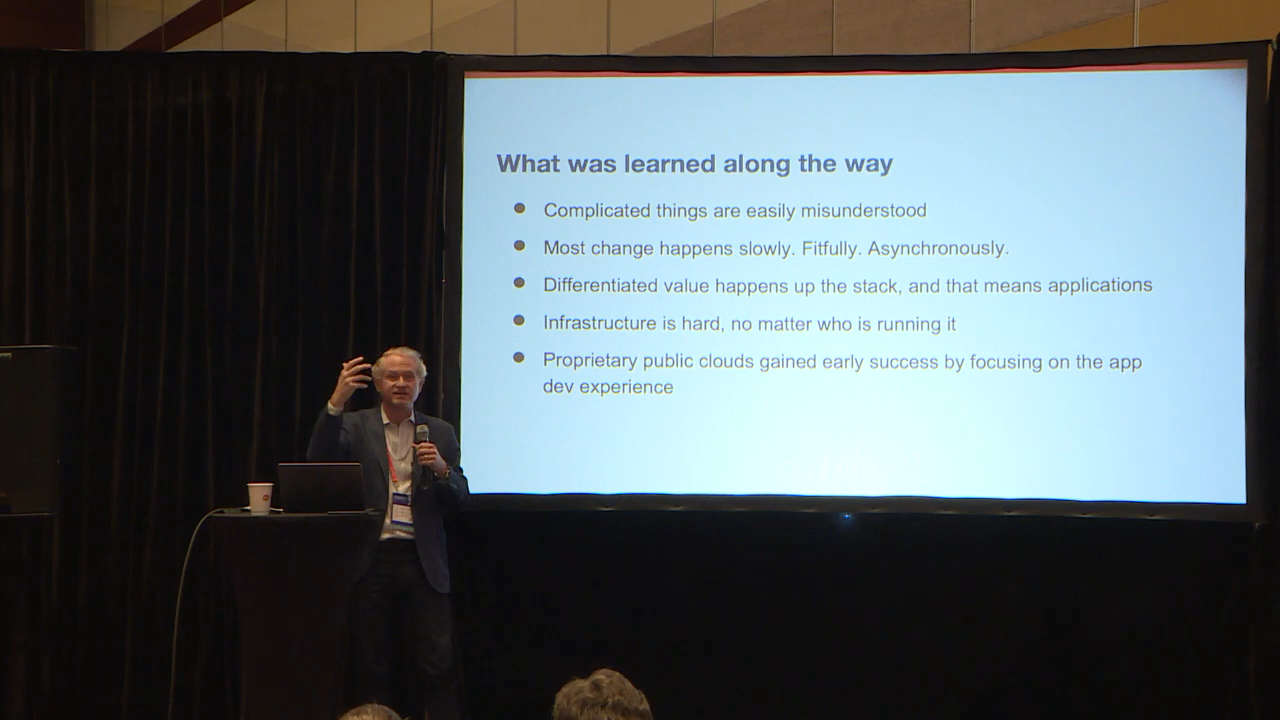 What was learned along the way
Complicated things are easily misunderstood
Most change happens slowly. Fitfully. Asynchronously.
Differentiated value happens up the stack, and that means applications
Infrastructure is hard, no matter who is running it
Proprietary public clouds gained early success by focusing on the app
dev experience